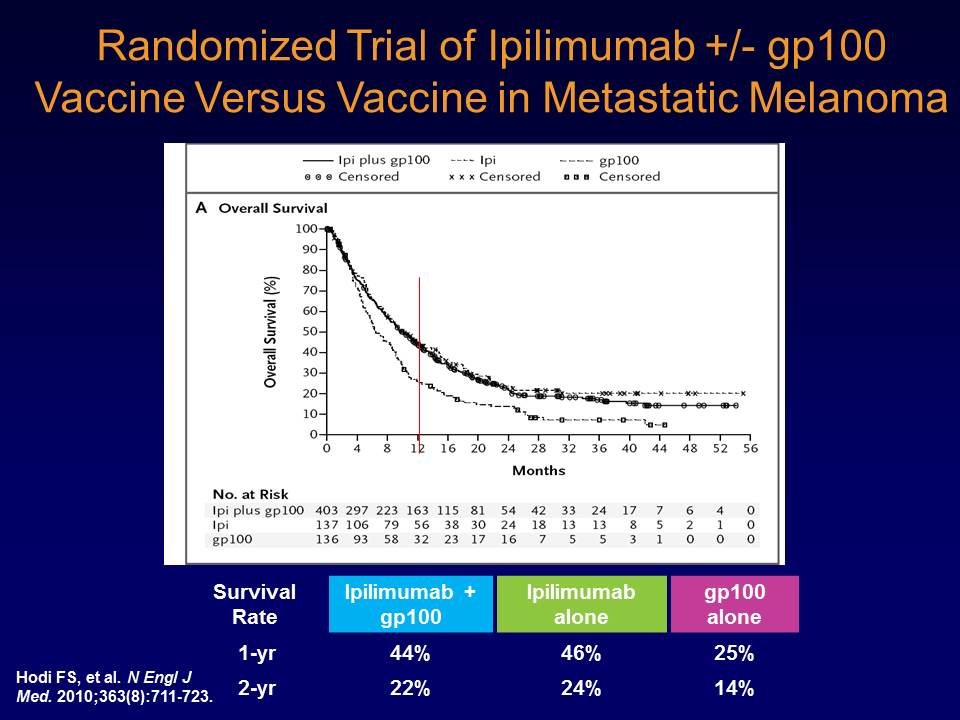 Randomized Trial of Ipilimumab +/- gp100
Vaccine Versus Vaccine in Metastatic Melanoma
Ipi plus gp100 Ipi gp100
Censored Censored Censored
A Overall Survival
Overall Survival (%)
100
90
80
70
60
50
40
30
20
10
0
0 4 8 12 16 20 24 28 32 36 40 44 48 52 56
Months
No. at Risk
Ipi plus gp100 403 297 223 163 115 81 54 42 33 24 17 7 6 4 0
Ipi 137 106 79 56 38 30 24 18 13 13 8 5 2 1 0
gp100 136 93 58 32 23 17 16 7 5 5 3 1 0 0 0
Survival Ipilimumab + Ipilimumab gp100
Rate gp100 alone alone
1-yr 44% 46% 25%
2-yr 22% 24% 14%
Hodi FS, et al. N Engl J
Med. 2010;363(8):711-723.